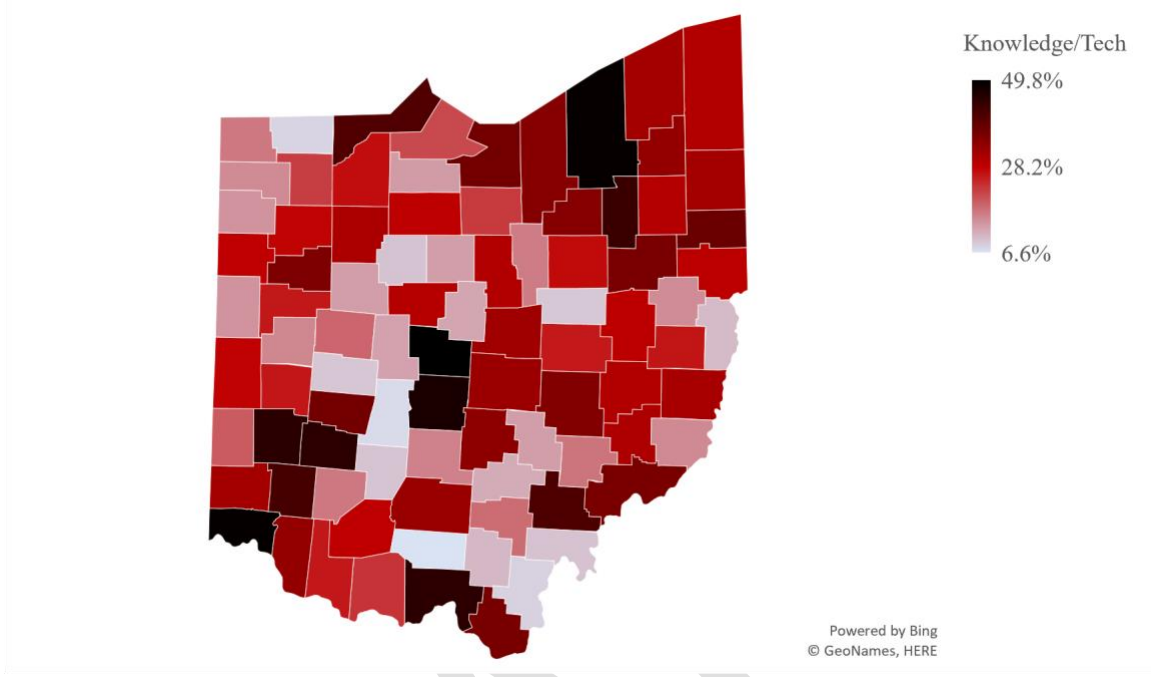 Knowledge/Tech
49.8%
28.2%
6.6%
Powered by Bing
© GeoNames, HERE